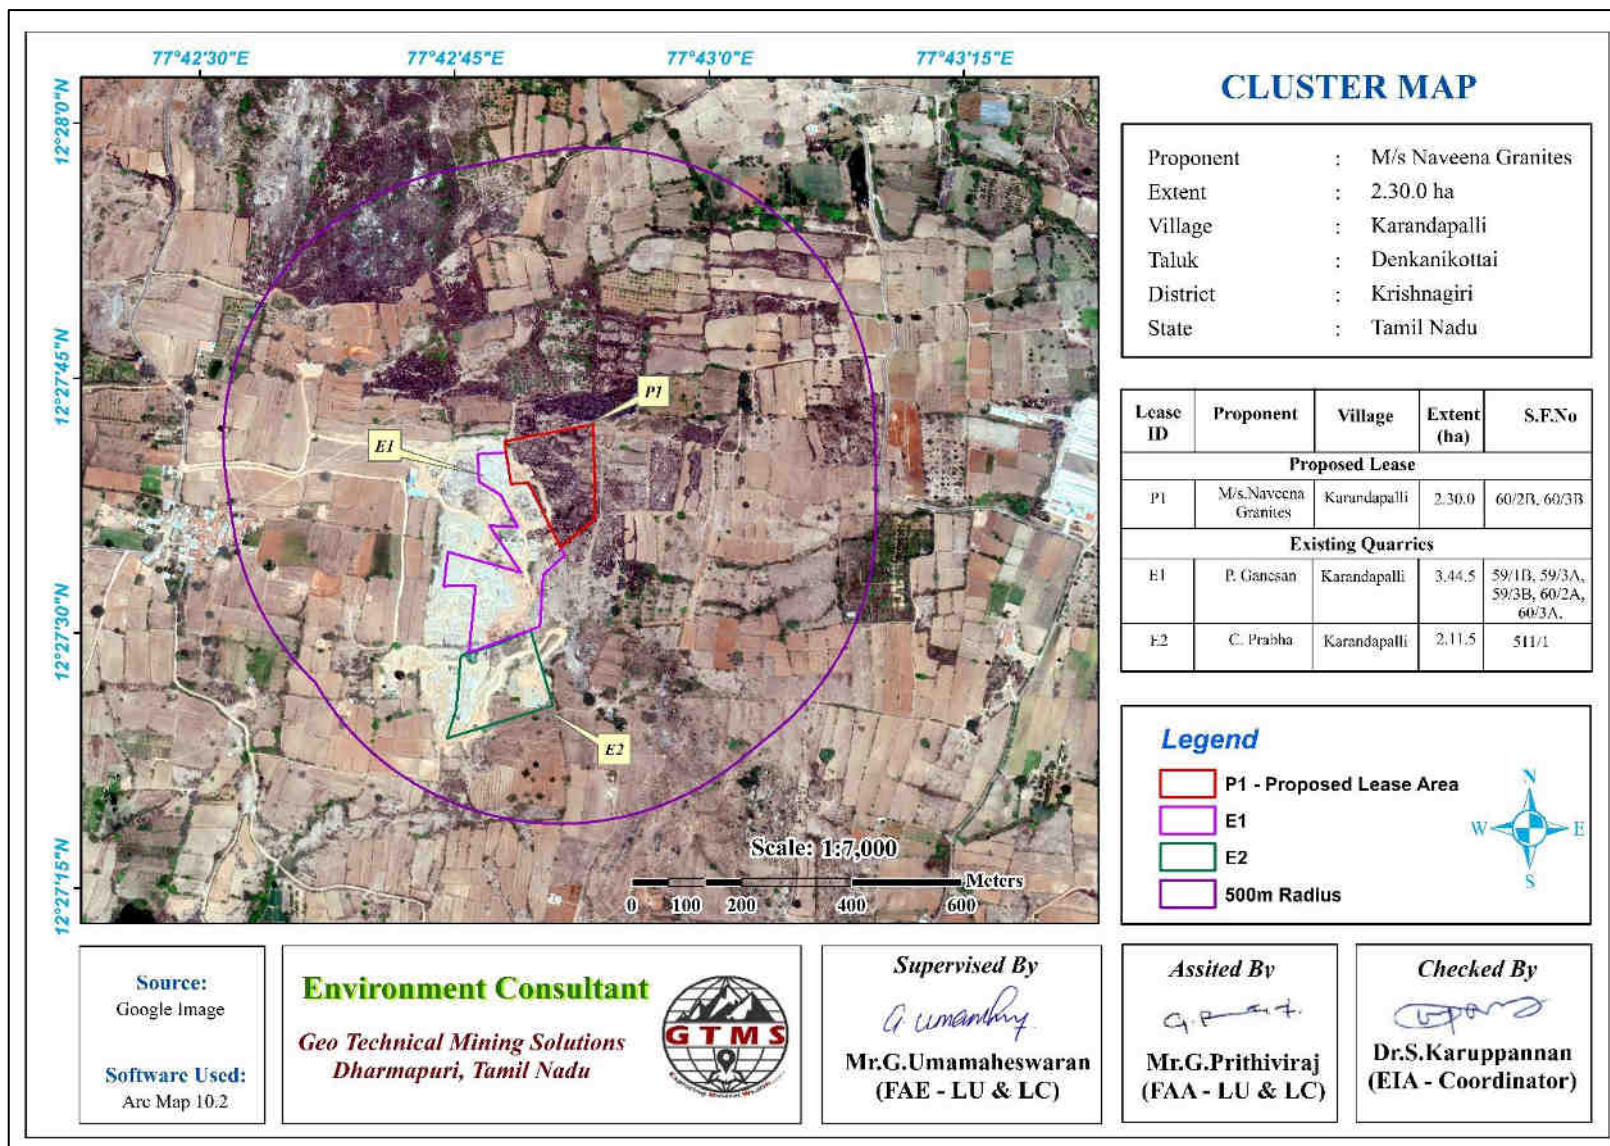 77°42'30"E 77°42'45"E 77°43'0"E 77°43'15"E
12°28'0"N
12°27'45"N
12°27'30"N
12°27'15"N
P1
E1
E2
Scale: 1:7,000
Meters
0 100 200 400 600
CLUSTER MAP
Proponent : M/s Naveena Granites
Extent : 2.30.0 ha
Village : Karandapalli
Taluk : Denkanikottai
District : Krishnagiri
State : Tamil Nadu
Lease ID Proponent Village Extent (ha) S.F.No
Proposed Lease
P1 M/s.Naveena Granites Karandapalli 2.30.0 60/2B, 60/3B
Existing Quarries
E1 P. Ganesan Karandapalli 3.44.5 59/1B, 59/3A,
59/3B, 60/2A,
60/3A,
E2 C. Prabha Karandapalli 2.11.5 511/1
Legend
P1 - Proposed Lease Area
E1
E2
500m Radius
N
W E
S
Source:
Google Image
Software Used:
Arc Map 10.2
Environment Consultant
Geo Technical Mining Solutions
Dharmapuri, Tamil Nadu
GTMS
Supervised By
Mr.G.Umamaheswaran
(FAE - LU & LC)
Assited By
Mr.G.Prithiviraj
(FAA - LU & LC)
Checked By
Dr.S.Karuppannan
(EIA - Coordinator)